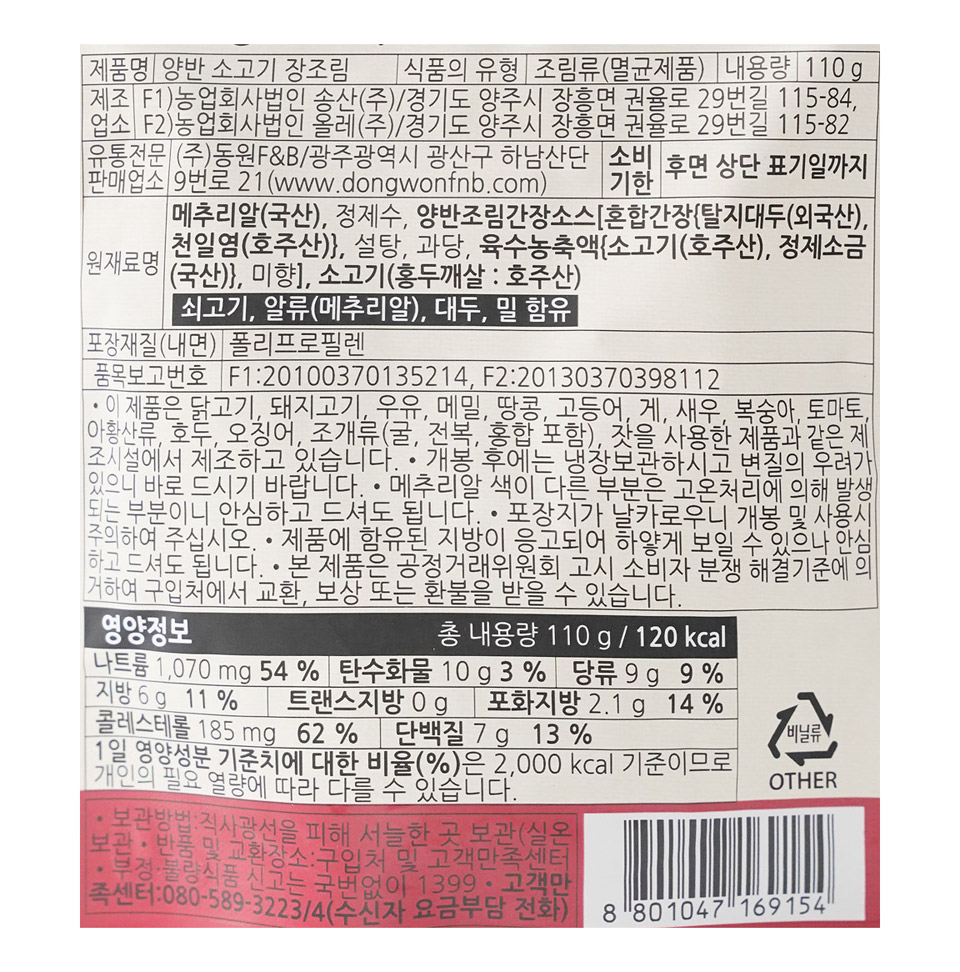 제품명 양반 소고기 장조림 식품의 유형 조림류(멸균제품) 내용량 110 g
제조업소 F1)농업회사법인 송산(주)/경기도 양주시 장흥면 권율로 29번길 115-84,
F2)농업회사법인 올레(주)/경기도 양주시 장흥면 권율로 29번길 115-82
유통전문판매업소 (주)동원F&B/광주광역시 광산구 하남산단
9번로 21(www.dongwonfnb.com)
소비기한 후면 상단 표기일까지
원재료명 메추리알(국산), 정제수, 양반조림간장소스[혼합간장{탈지대두(외국산),
천일염(호주산)}, 설탕, 과당, 육수농축액{소고기(호주산), 정제소금
(국산)}, 미향], 소고기(홍두깨살 : 호주산)
쇠고기, 알류(메추리알), 대두, 밀 함유
포장재질(내면) 폴리프로필렌
품목보고번호 F1:20100370135214, F2:20130370398112
• 이 제품은 닭고기, 돼지고기, 우유, 메밀, 땅콩, 고등어, 게, 새우, 복숭아, 토마토,
아황산류, 호두, 오징어, 조개류(굴, 전복, 홍합 포함), 잣을 사용한 제품과 같은 제
조시설에서 제조하고 있습니다. • 개봉 후에는 냉장보관하시고 변질의 우려가
있으니 바로 드시기 바랍니다. • 메추리알 색이 다른 부분은 고온처리에 의해 발생
되는 부분이니 안심하고 드셔도 됩니다. • 포장지가 날카로우니 개봉 및 사용시
주의하여 주십시오. • 제품에 함유된 지방이 응고되어 하얗게 보일 수 있으나 안심
하고 드셔도 됩니다. • 본 제품은 공정거래위원회 고시 소비자 분쟁 해결기준에 의
거하여 구입처에서 교환, 보상 또는 환불을 받을 수 있습니다.
영양정보 총 내용량 110 g / 120 kcal
나트륨 1,070 mg 54 % 탄수화물 10 g 3 % 당류 9 g 9 %
지방 6 g 11 % 트랜스지방 0 g 포화지방 2.1 g 14 %
콜레스테롤 185 mg 62 % 단백질 7 g 13 %
1일 영양성분 기준치에 대한 비율(%)은 2,000 kcal 기준이므로
개인의 필요 열량에 따라 다를 수 있습니다.
비닐류
OTHER
• 보관방법:직사광선을 피해 서늘한 곳 보관(실온
보관 • 반품 및 교환장소:구입처 및 고객만족센터
• 부정·불량식품 신고는 국번없이 1399 • 고객만
족센터:080-589-3223/4(수신자 요금부담 전화)
8 801047 169154